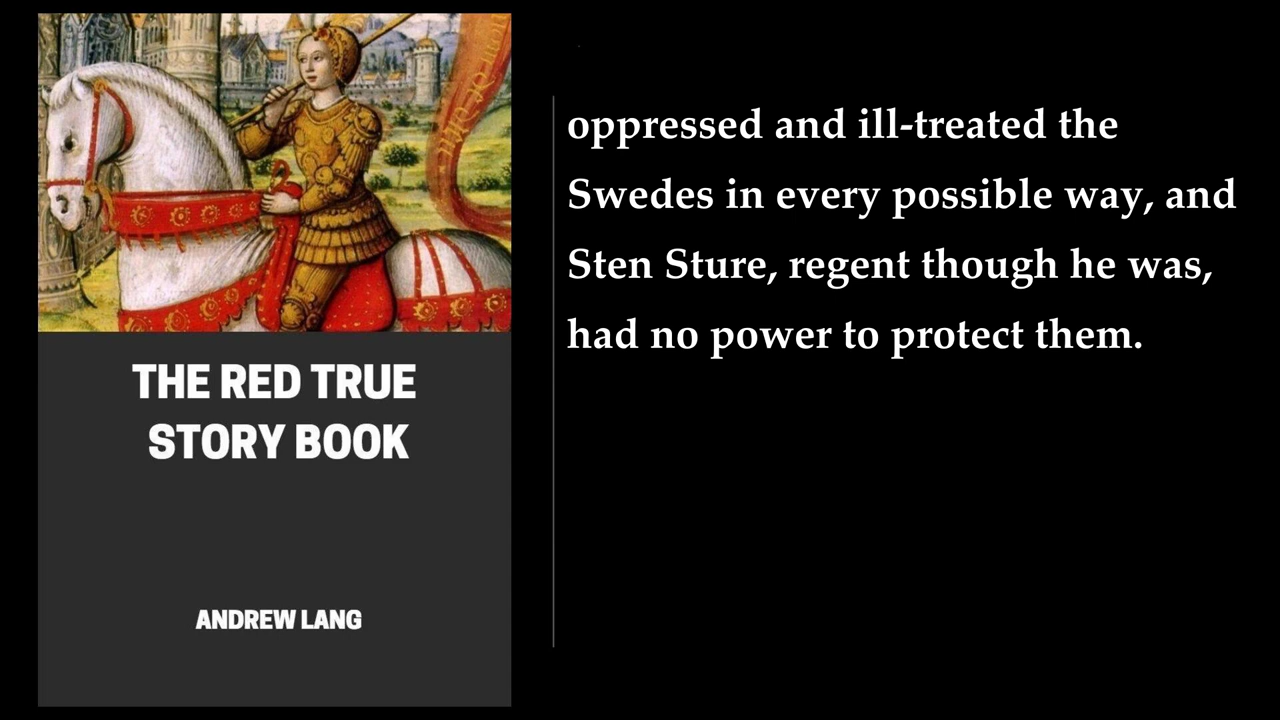 THE RED TRUE
STORY BOOK
ANDREW LANG
oppressed and ill-treated the
Swedes in every possible way, and
Sten Sture, regent though he was,
had no power to protect them.